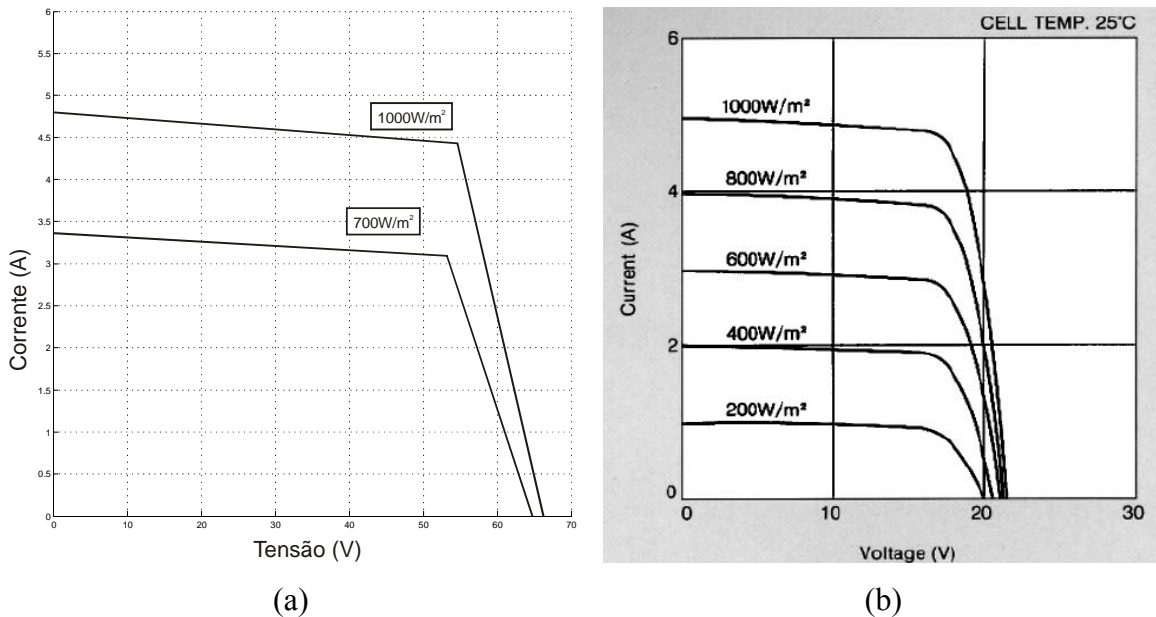 6
5.5
5
4.5
4
3.5
3
2.5
2
1.5
1
0.5
0
Corrente (A)
1000W/m²
700W/m²
0 10 20 30 40 50 60 70
Tensão (V)
(a)
CELL TEMP. 25°C
6
4
2
0
Current (A)
1000W/m²
800W/m²
600W/m²
400W/m²
200W/m²
0 10 20 30
Voltage (V)
(b)